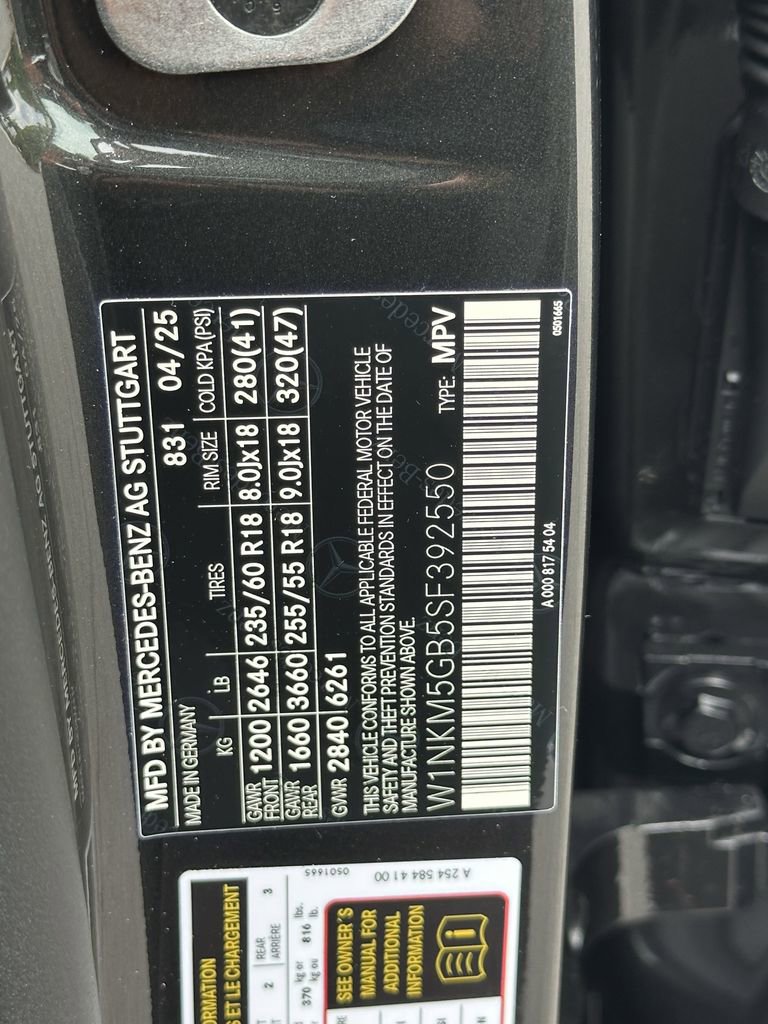 MFD BY MERCEDES-BENZ AG STUTTGART
MADE IN GERMANY 831 04/25
KG LB TIRES RIM SIZE COLD KPA(PSI)
GAWR FRONT 1200 2646 235/60 R18 8.0Jx18 280(41)
GAWR REAR 1660 3660 255/55 R18 9.0Jx18 320(47)
GVWR 2840 6261
THIS VEHICLE CONFORMS TO ALL APPLICABLE FEDERAL MOTOR VEHICLE
SAFETY AND THEFT PREVENTION STANDARDS IN EFFECT ON THE DATE OF
MANUFACTURE SHOWN ABOVE.
W1NKM5GB5SF392550 TYPE: MPV
A 000 817 54 04 0501665
A 254 584 41 00 0501665
ET LE CHARGEMENT
2 REAR ARRIÈRE 3
370 kg or kg ou 816 lbs. lb.
SEE OWNER'S
MANUAL FOR
ADDITIONAL
INFORMATION